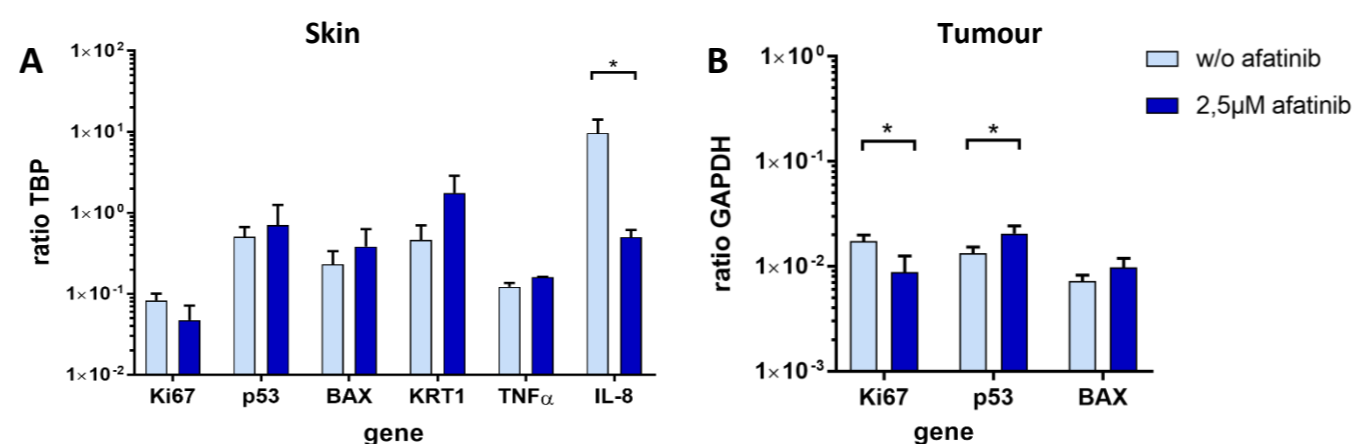 A
Skin
1×10²
1×10¹
1×10⁰
1×10⁻¹
1×10⁻²
ratio TBP
*
Ki67 p53 BAX KRT1 TNFα IL-8
gene
B
Tumour
1×10⁰
1×10⁻¹
1×10⁻²
1×10⁻³
ratio GAPDH
* *
Ki67 p53 BAX
gene
w/o afatinib
2,5µM afatinib